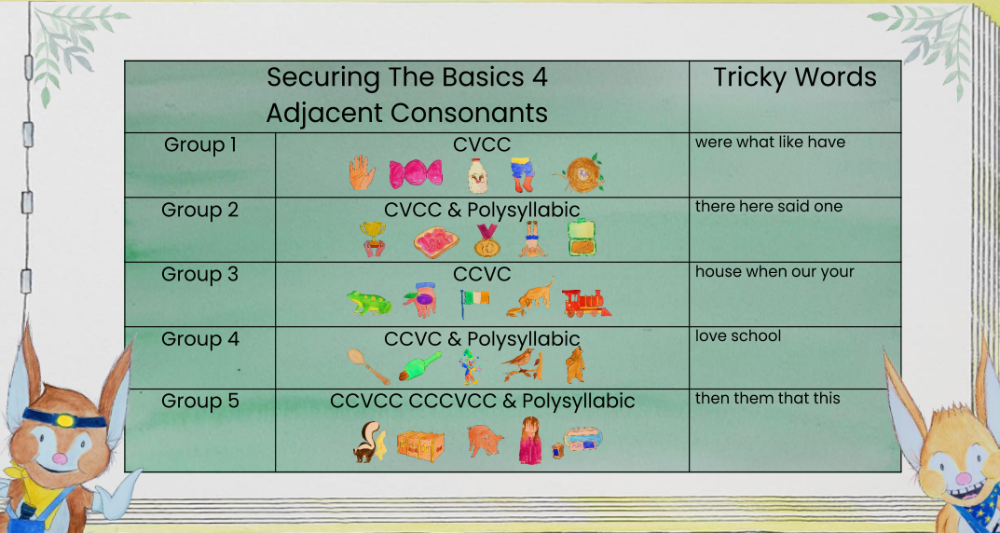 Securing The Basics 4
Adjacent Consonants
Tricky Words
Group 1
CVCC
were what like have
Group 2
CVCC & Polysyllabic
there here said one
Group 3
CCVC
house when our your
Group 4
CCVC & Polysyllabic
love school
Group 5
CCVCC CCCVCC & Polysyllabic
then them that this